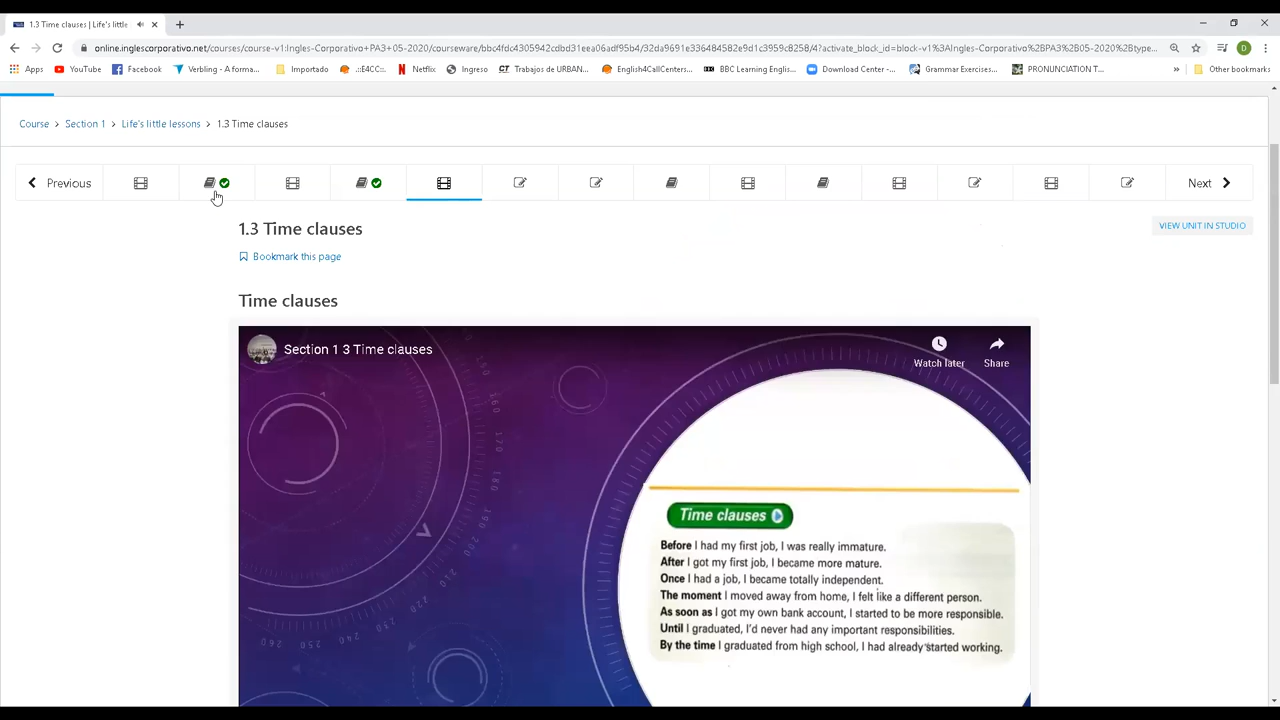 1.3 Time clauses | Life's little
online.inglescorporativo.net/courses/course-v1:Ingles-Corporativo+PA3+05-2020/courseware/bbc4fdc4305942cdbd31eea06adf95b4/32da9691e336484582e9d1c3959c8258/4?activate_block_id=block-v1%3AIngles-Corporativo%2BPA3%2B05-2020%2Btype...
Apps YouTube Facebook Verbling - A forma... Importado .::E4CC::. Netflix Ingreso Trabajos de URBAN... English4CallCenters... BBC Learning Englis... Download Center -... Grammar Exercises... PRONUNCIATION T... » Other bookmarks
Course > Section 1 > Life's little lessons > 1.3 Time clauses
Previous Next
1.3 Time clauses
VIEW UNIT IN STUDIO
Bookmark this page
Time clauses
Section 1 3 Time clauses
Watch later Share
Time clauses
Before I had my first job, I was really immature.
After I got my first job, I became more mature.
Once I had a job, I became totally independent.
The moment I moved away from home, I felt like a different person.
As soon as I got my own bank account, I started to be more responsible.
Until I graduated, I'd never had any important responsibilities.
By the time I graduated from high school, I had already started working.